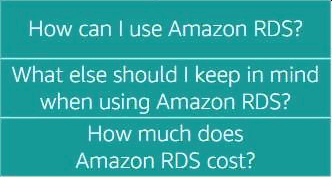 How can I use Amazon RDS?
What else should I keep in mind
when using Amazon RDS?
How much does
Amazon RDS cost?